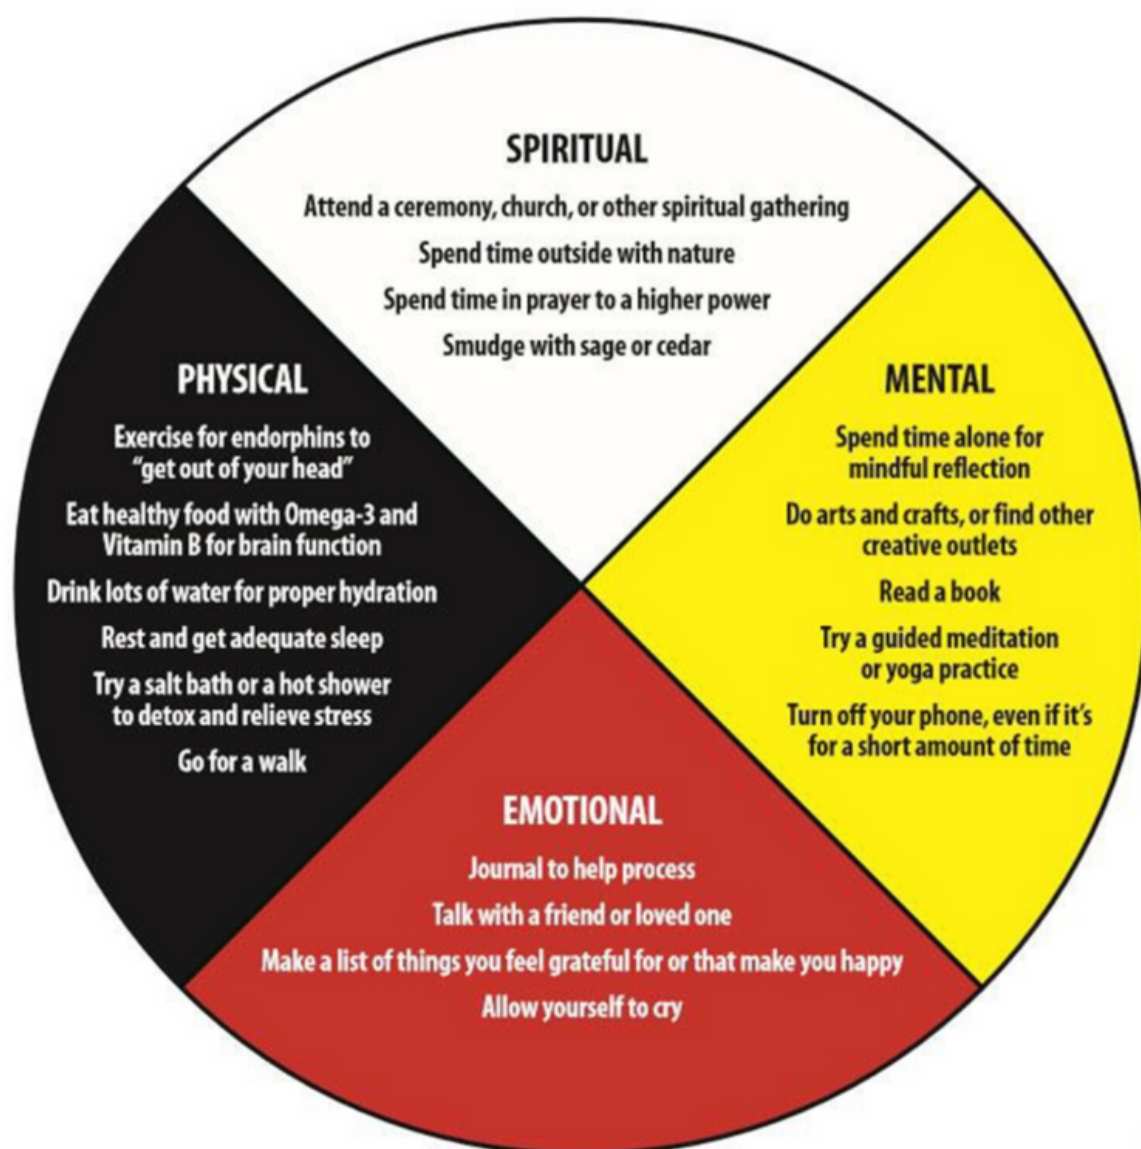 SPIRITUAL
Attend a ceremony, church, or other spiritual gathering
Spend time outside with nature
Spend time in prayer to a higher power
Smudge with sage or cedar
PHYSICAL
Exercise for endorphins to
“get out of your head”
Eat healthy food with Omega-3 and
Vitamin B for brain function
Drink lots of water for proper hydration
Rest and get adequate sleep
Try a salt bath or a hot shower
to detox and relieve stress
Go for a walk
MENTAL
Spend time alone for
mindful reflection
Do arts and crafts, or find other
creative outlets
Read a book
Try a guided meditation
or yoga practice
Turn off your phone, even if it’s
for a short amount of time
EMOTIONAL
Journal to help process
Talk with a friend or loved one
Make a list of things you feel grateful for or that make you happy
Allow yourself to cry